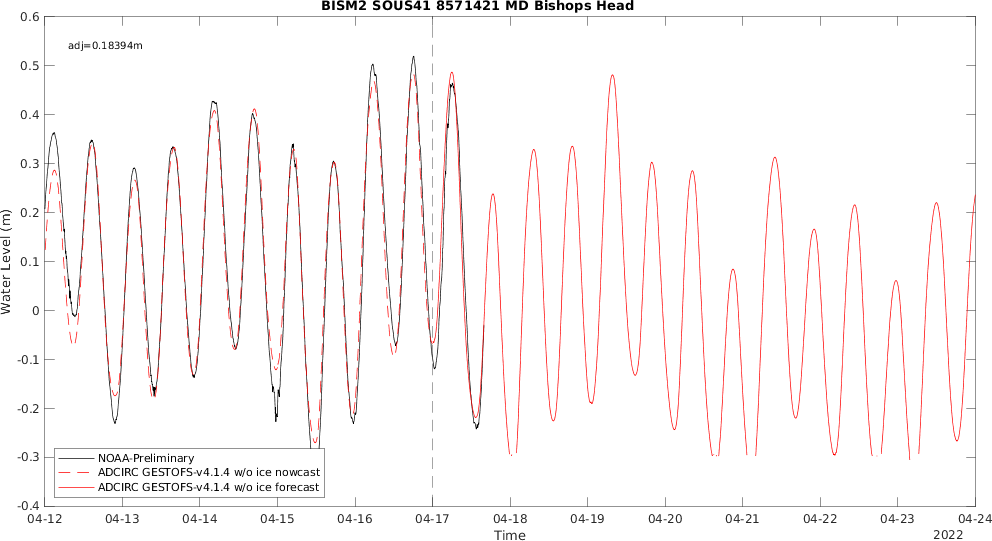 BISM2 SOUS41 8571421 MD Bishops Head
adj=0.18394m
0.6
0.5
0.4
0.3
0.2
0.1
0
-0.1
-0.2
-0.3
-0.4
Water Level (m)
NOAA-Preliminary
ADCIRC GESTOFS-v4.1.4 w/o ice nowcast
ADCIRC GESTOFS-v4.1.4 w/o ice forecast
04-12 04-13 04-14 04-15 04-16 04-17 04-18 04-19 04-20 04-21 04-22 04-23 04-24
Time
2022